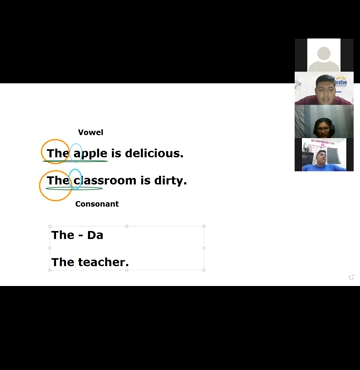 Vowel
The apple is delicious.
The classroom is dirty.
Consonant
The - Da
The teacher.